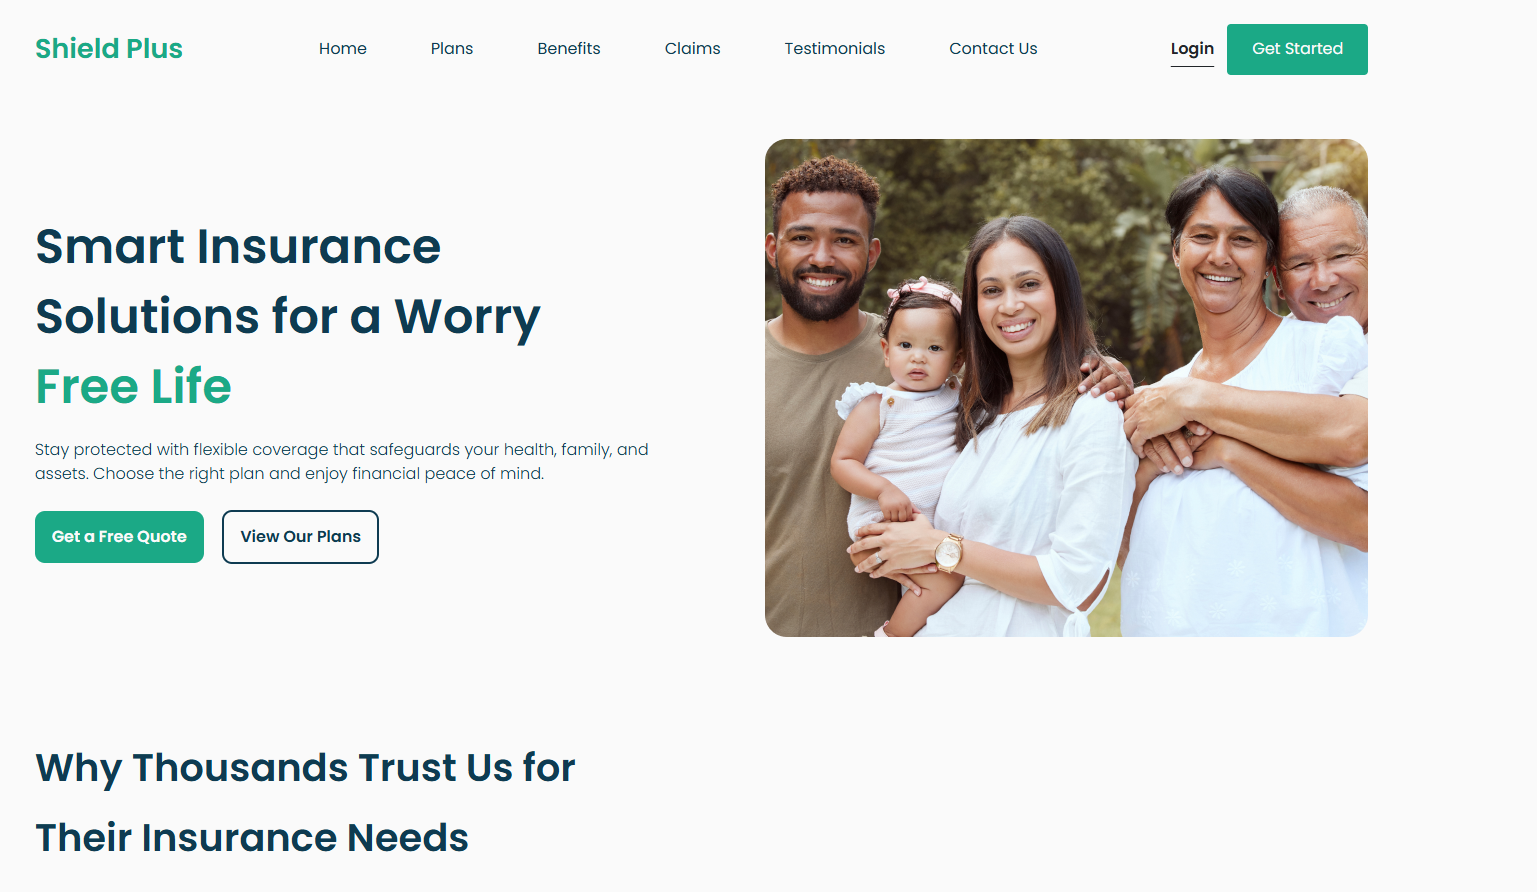 Shield Plus
Home
Plans
Benefits
Claims
Testimonials
Contact Us
Login
Get Started
Smart Insurance
Solutions for a Worry
Free Life
Stay protected with flexible coverage that safeguards your health, family, and
assets. Choose the right plan and enjoy financial peace of mind.
Get a Free Quote
View Our Plans
Why Thousands Trust Us for
Their Insurance Needs